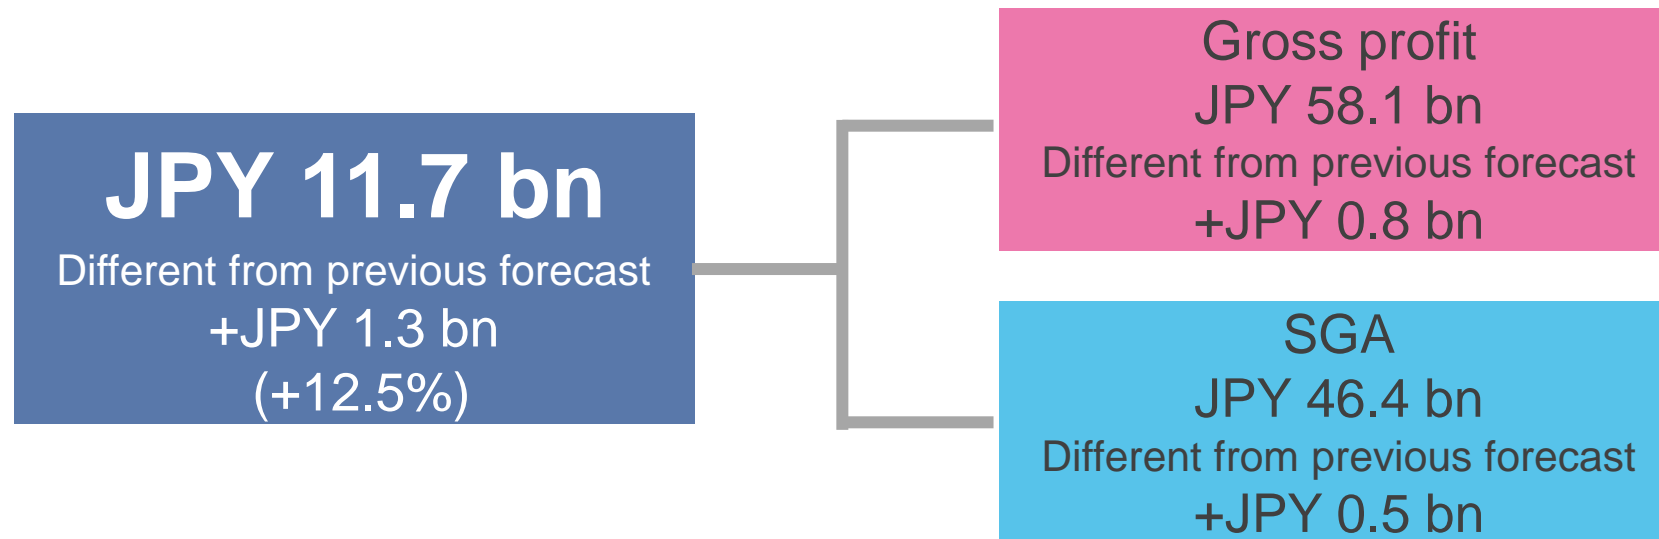 JPY 11.7 bn
Different from previous forecast
+JPY 1.3 bn
(+12.5%)
Gross profit
JPY 58.1 bn
Different from previous forecast
+JPY 0.8 bn
SGA
JPY 46.4 bn
Different from previous forecast
+JPY 0.5 bn